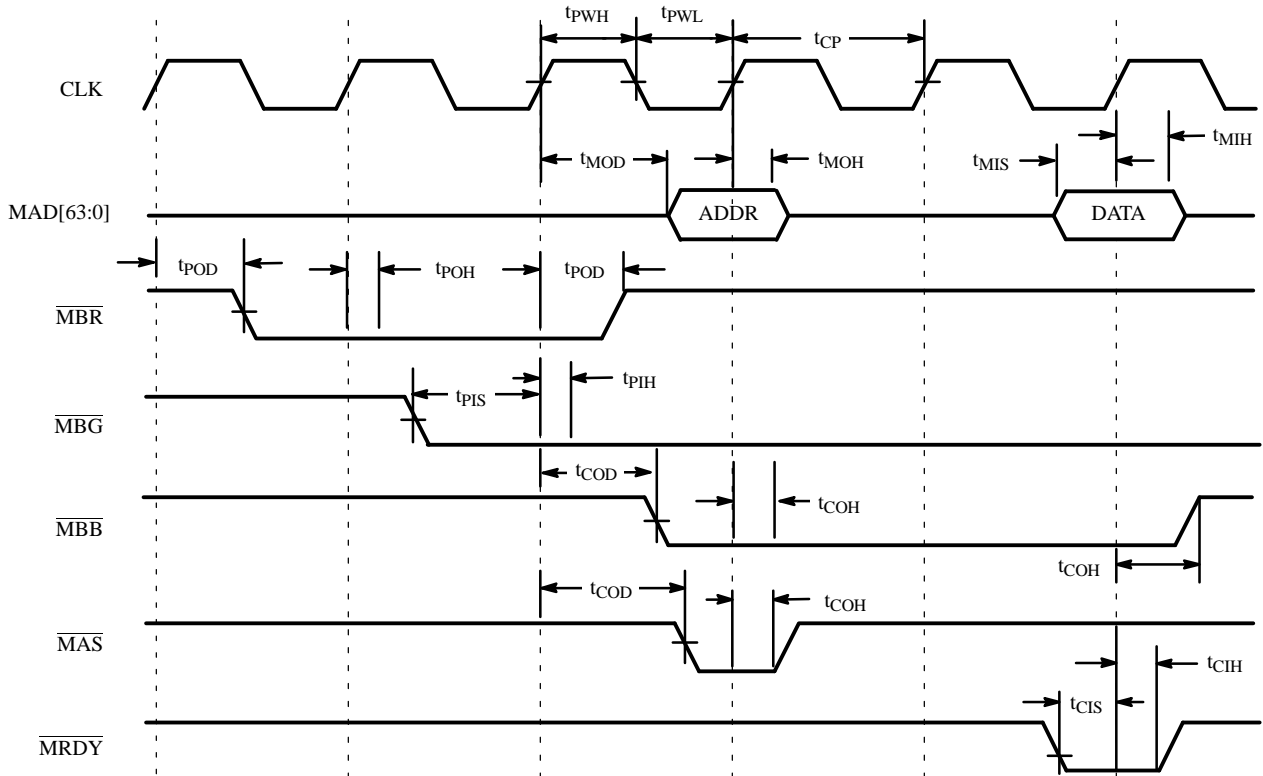 tPWH tPWL
tCP
CLK
tMOD tMOH tMIS tMIH
MAD[63:0] ADDR DATA
tPOD tPOH tPOD
MBR
tPIS tPIH
MBG
tCOD
tCOH
MBB
tCOH
tCOD tCOH
MAS
tCIH
tCIS
MRDY